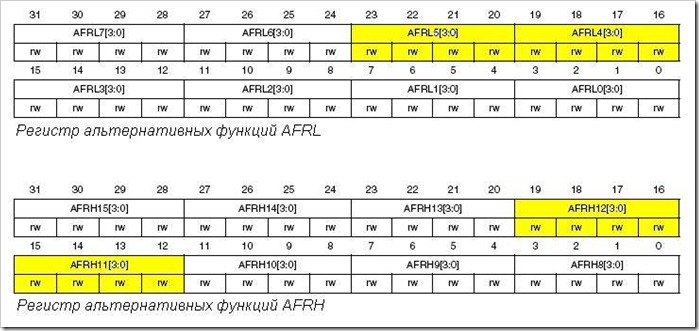 31 30 29 28 27 26 25 24 23 22 21 20 19 18 17 16
AFRL7[3:0] AFRL6[3:0] AFRL5[3:0] AFRL4[3:0]
rw rw rw rw rw rw rw rw rw rw rw rw rw rw rw rw
15 14 13 12 11 10 9 8 7 6 5 4 3 2 1 0
AFRL3[3:0] AFRL2[3:0] AFRL1[3:0] AFRL0[3:0]
rw rw rw rw rw rw rw rw rw rw rw rw rw rw rw rw
Регистр альтернативных функций AFRL
31 30 29 28 27 26 25 24 23 22 21 20 19 18 17 16
AFRH15[3:0] AFRH14[3:0] AFRH13[3:0] AFRH12[3:0]
rw rw rw rw rw rw rw rw rw rw rw rw rw rw rw rw
15 14 13 12 11 10 9 8 7 6 5 4 3 2 1 0
AFRH11[3:0] AFRH10[3:0] AFRH9[3:0] AFRH8[3:0]
rw rw rw rw rw rw rw rw rw rw rw rw rw rw rw rw
Регистр альтернативных функций AFRH